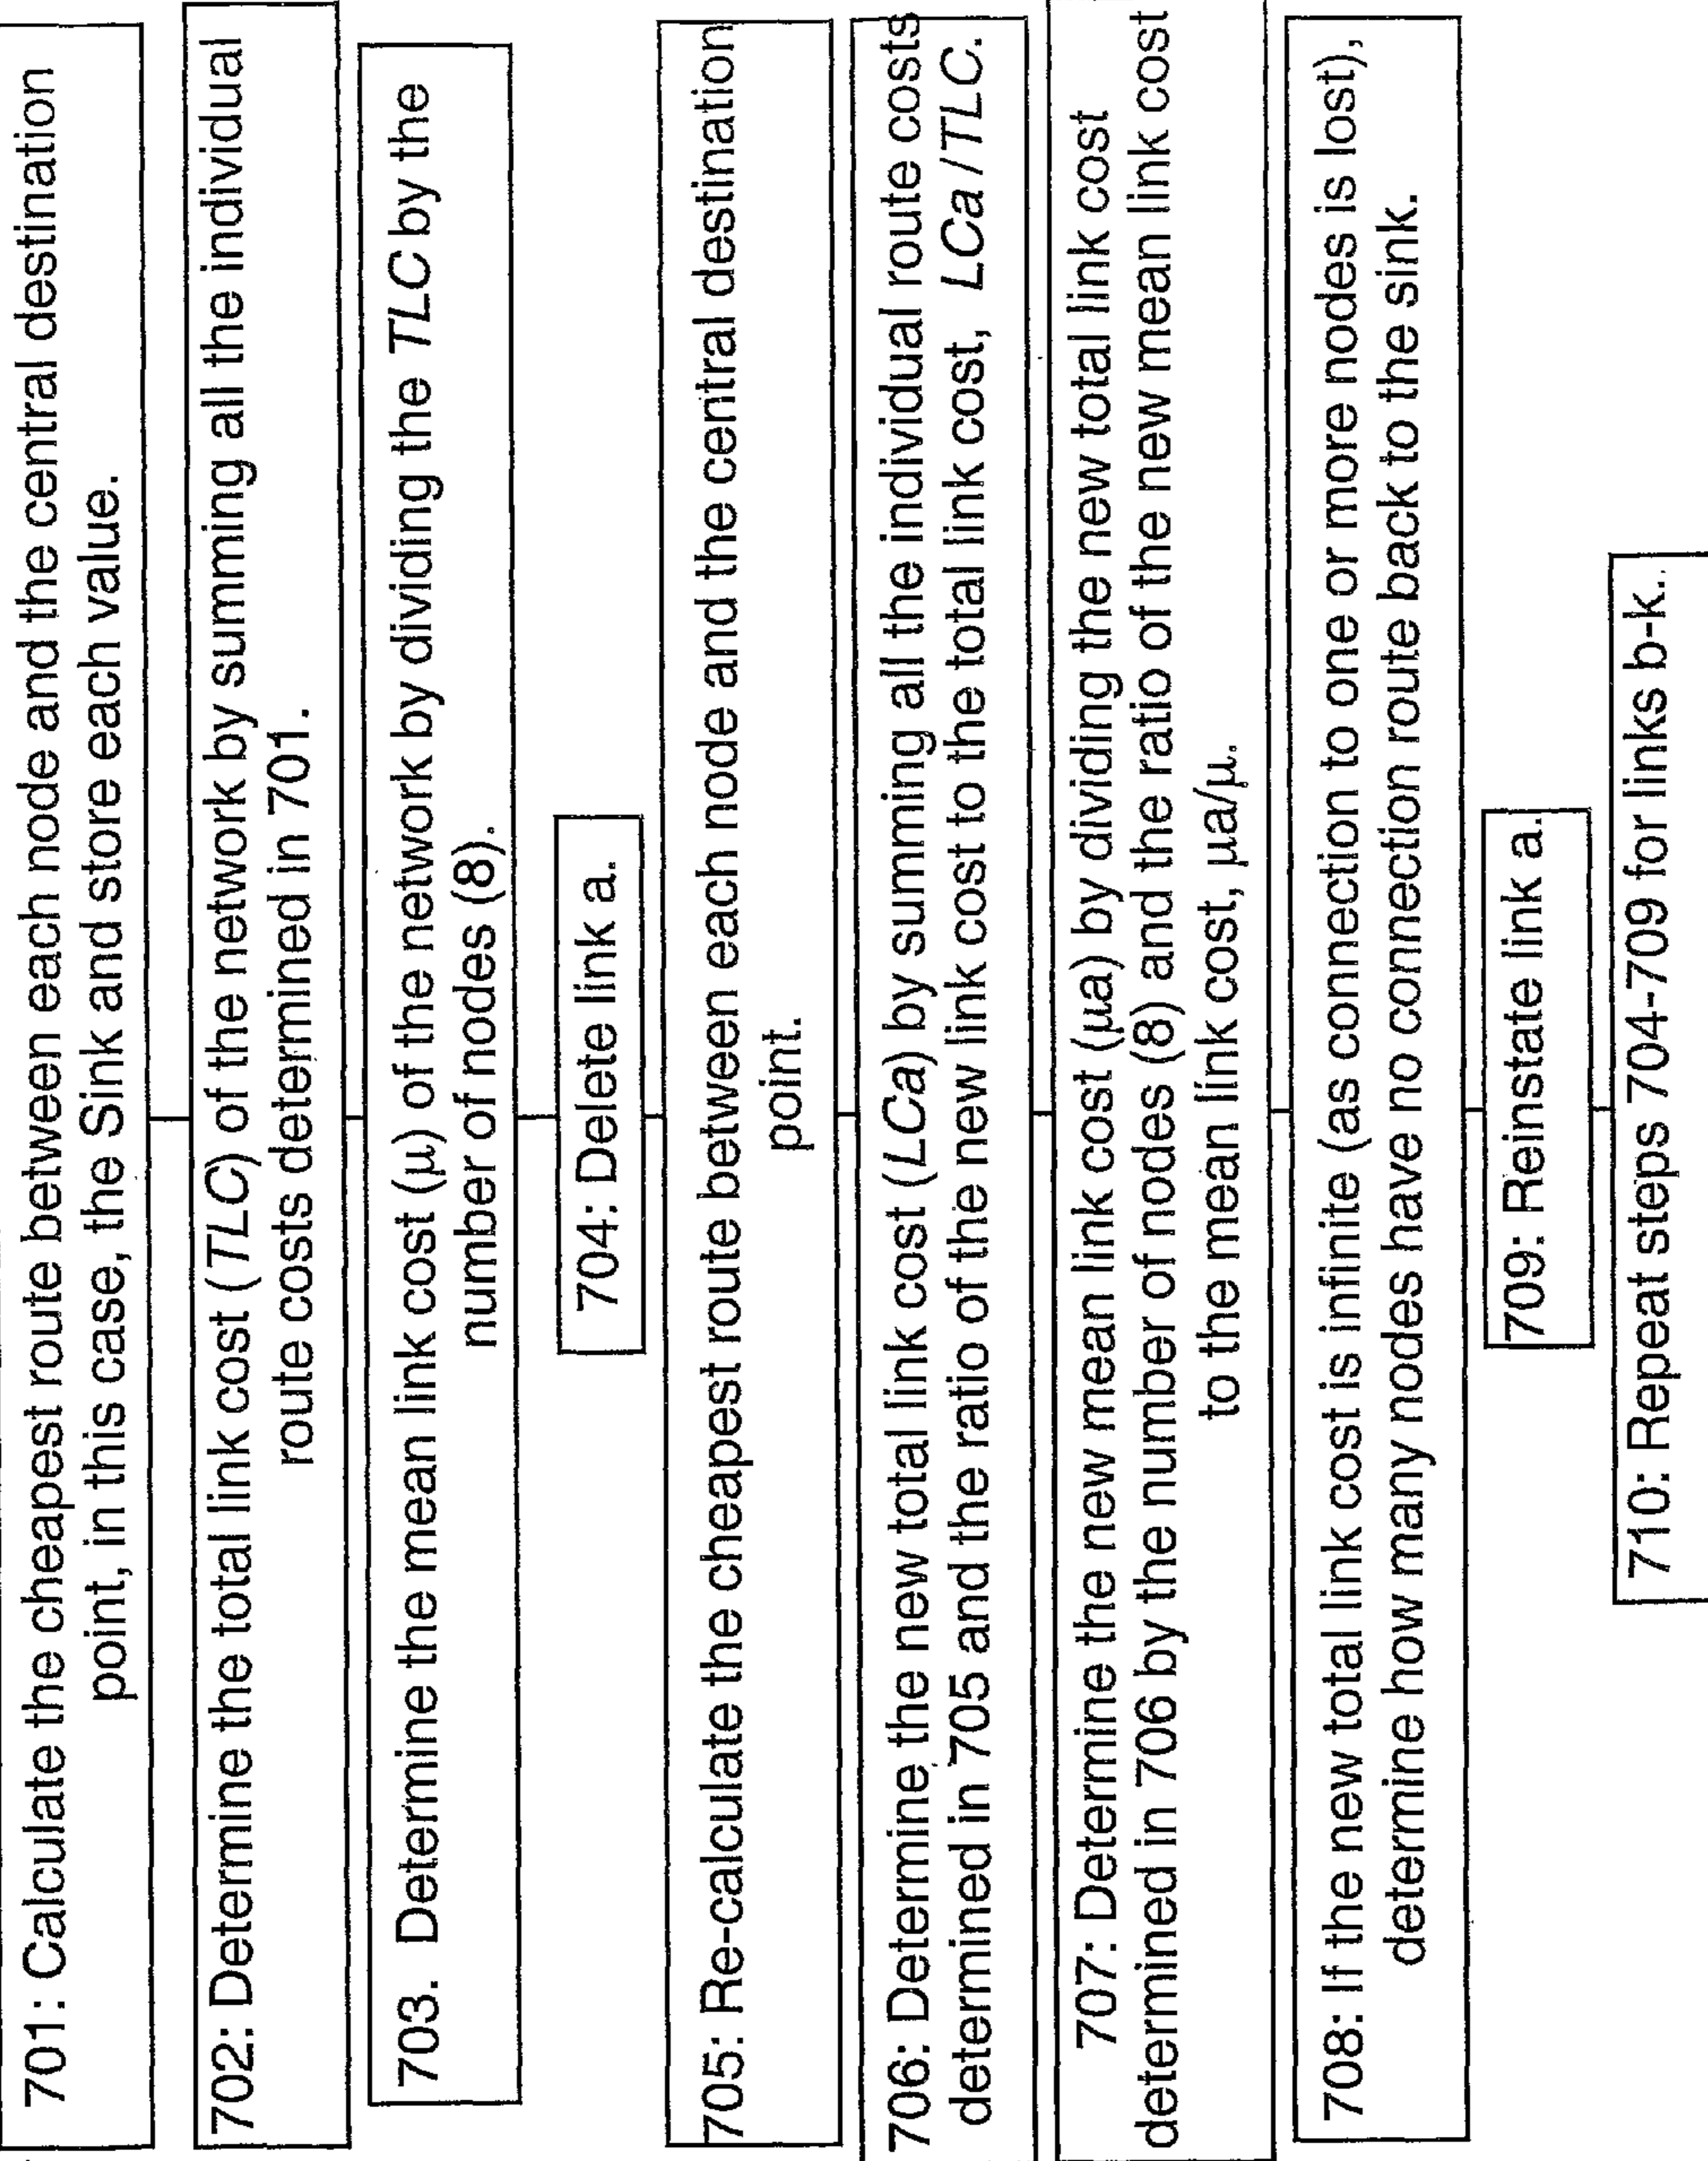 701: Calculate the cheapest route between each node and the central destination
point, in this case, the Sink and store each value.
702: Determine the total link cost (TLC) of the network by summing all the individual
route costs determined in 701.
703. Determine the mean link cost (μ) of the network by dividing the TLC by the
number of nodes (8).
704: Delete link a.
705: Re-calculate the cheapest route between each node and the central destination
point.
706: Determine the new total link cost (LCa) by summing all the individual route costs
determined in 705 and the ratio of the new link cost to the total link cost, LCa/TLC.
707: Determine the new mean link cost (μa) by dividing the new total link cost
determined in 706 by the number of nodes (8) and the ratio of the new mean link cost
to the mean link cost, μa/μ.
708: If the new total link cost is infinite (as connection to one or more nodes is lost),
determine how many nodes have no connection route back to the sink.
709: Reinstate link a.
710: Repeat steps 704-709 for links b-k.